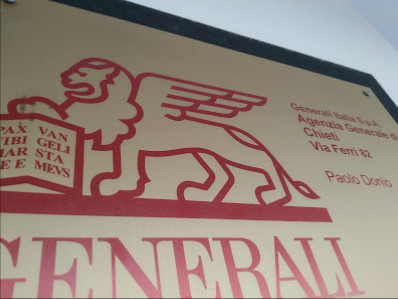 PAX VAN
TIBI GELI
MAR STA
E E MEVS
Generali Italia S.p.A.
Agenzia Generale di
Chieti
Via Ferri 82
Paolo Donio
GENERALI